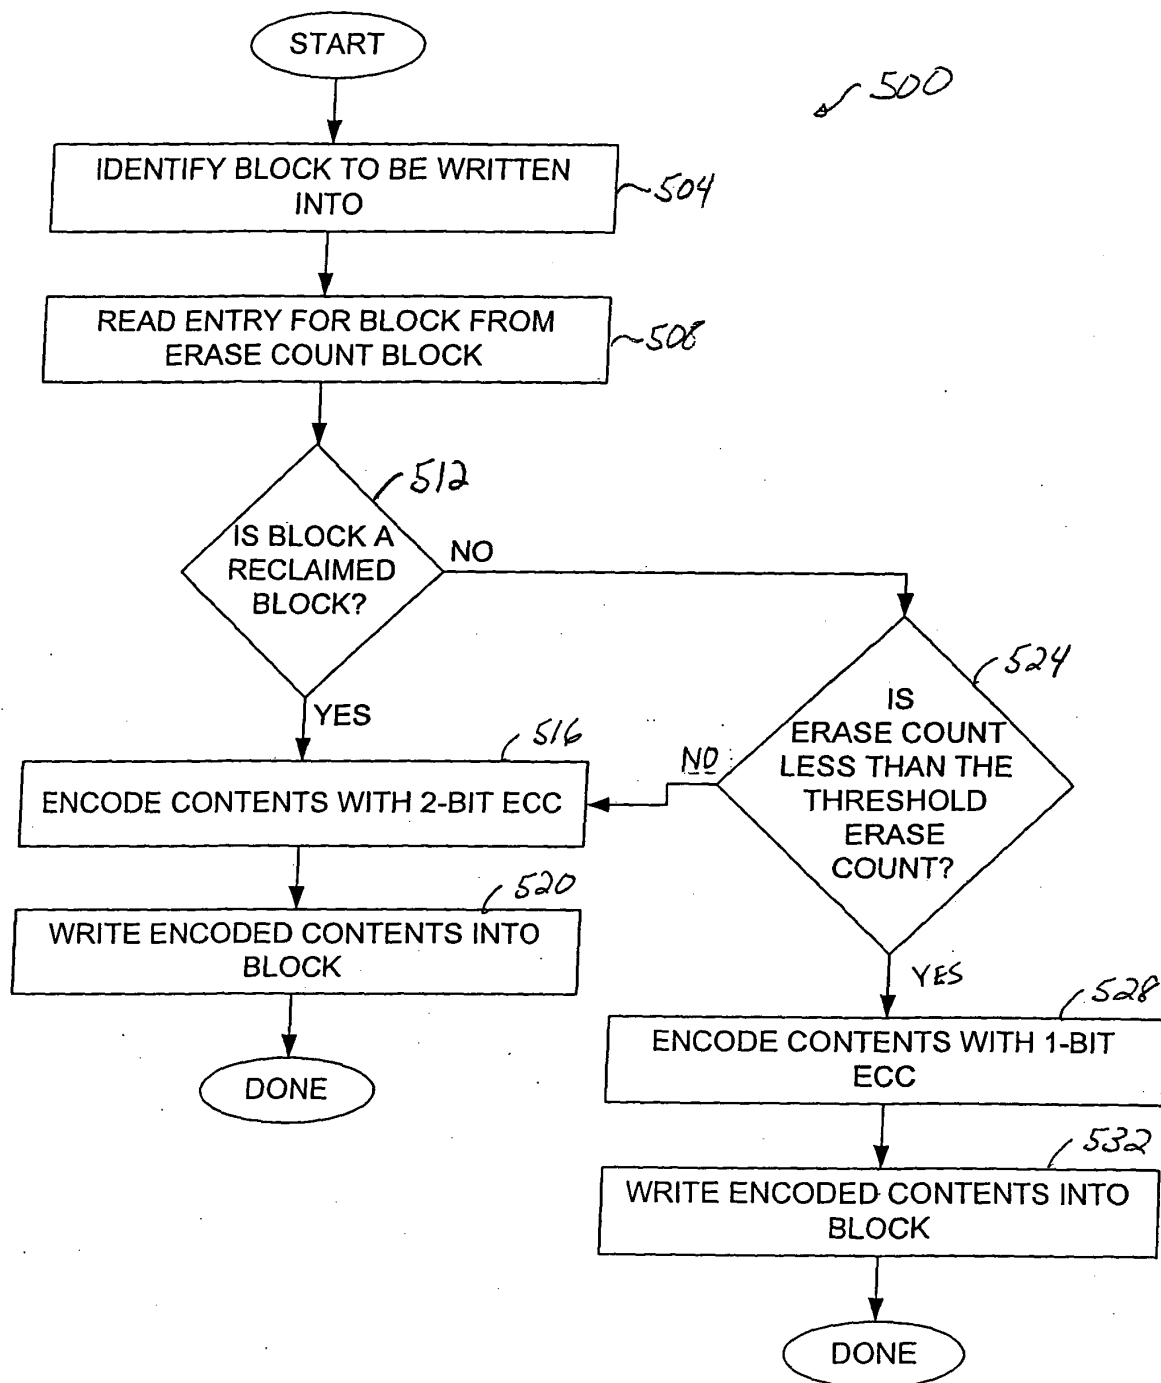 START
500
IDENTIFY BLOCK TO BE WRITTEN
INTO
504
READ ENTRY FOR BLOCK FROM
ERASE COUNT BLOCK
508
512
IS BLOCK A
RECLAIMED
BLOCK?
NO
YES
524
IS
ERASE COUNT
LESS THAN THE
THRESHOLD
ERASE
COUNT?
NO
YES
516
ENCODE CONTENTS WITH 2-BIT ECC
520
WRITE ENCODED CONTENTS INTO
BLOCK
DONE
528
ENCODE CONTENTS WITH 1-BIT
ECC
532
WRITE ENCODED CONTENTS INTO
BLOCK
DONE